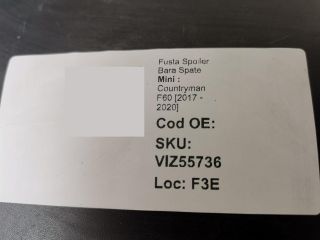 Fusta Spoiler
Bara Spate
Mini :
Countryman
F60 [2017 -
2020]
Cod OE:
SKU:
VIZ55736
Loc: F3E